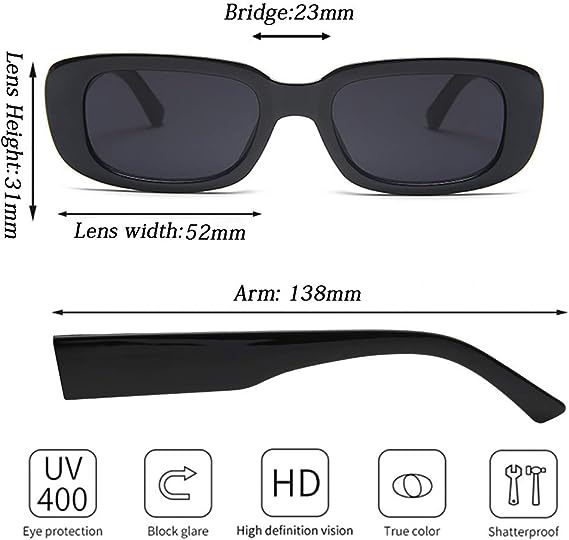 Bridge:23mm
Lens Height:31mm
Lens width:52mm
Arm: 138mm
UV
400
HD
Eye protection
Block glare
High definition vision
True color
Shatterproof